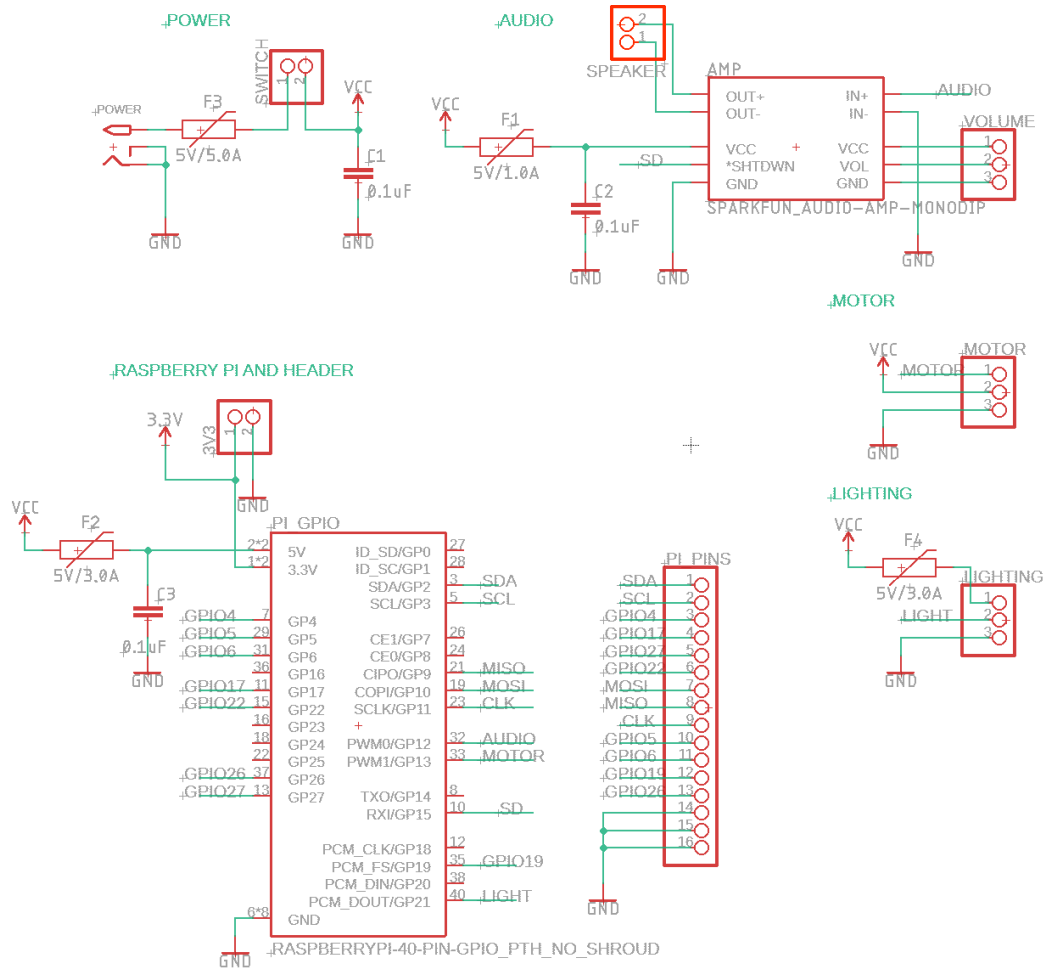 POWER
POWER
F3
5V/5.0A
SWITCH
1
2
VCC
C1
0.1uF
GND
GND
AUDIO
VCC
F1
5V/1.0A
SD
C2
0.1uF
GND
GND
2
1
SPEAKER
AMP
OUT+
OUT-
VCC
*SHTDWN
GND
IN+
IN-
VCC
VOL
GND
AUDIO
VOLUME
1
2
3
SPARKFUN_AUDIO-AMP-MONODIP
GND
MOTOR
VCC
MOTOR
MOTOR
1
2
3
GND
LIGHTING
VCC
F4
5V/3.0A
LIGHTING
LIGHT
1
2
3
GND
RASPBERRY PI AND HEADER
3.3V
3V3
1
2
GND
VCC
F2
5V/3.0A
C3
0.1uF
GND
PI_GPIO
2*2 5V
1*2 3.3V
GPIO4 7 GP4
GPIO5 29 GP5
GPIO6 31 GP6
36 GP16
GPIO17 11 GP17
GPIO22 15 GP22
16 GP23
18 GP24
22 GP25
GPIO26 37 GP26
GPIO27 13 GP27
6*8 GND
GND
ID_SD/GP0 27
ID_SC/GP1 28
SDA/GP2 3 SDA
SCL/GP3 5 SCL
CE1/GP7 26
CE0/GP8 24
CIPO/GP9 21 MISO
COPI/GP10 19 MOSI
SCLK/GP11 23 CLK
PWM0/GP12 32 AUDIO
PWM1/GP13 33 MOTOR
TXO/GP14 8
RXI/GP15 10 SD
PCM_CLK/GP18 12
PCM_FS/GP19 35 GPIO19
PCM_DIN/GP20 38
PCM_DOUT/GP21 40 LIGHT
RASPBERRYPI-40-PIN-GPIO_PTH_NO_SHROUD
PI_PINS
SDA 1
SCL 2
GPIO4 3
GPIO17 4
GPIO27 5
GPIO22 6
MOSI 7
MISO 8
CLK 9
GPIO5 10
GPIO6 11
GPIO19 12
GPIO26 13
14
15
16
GND